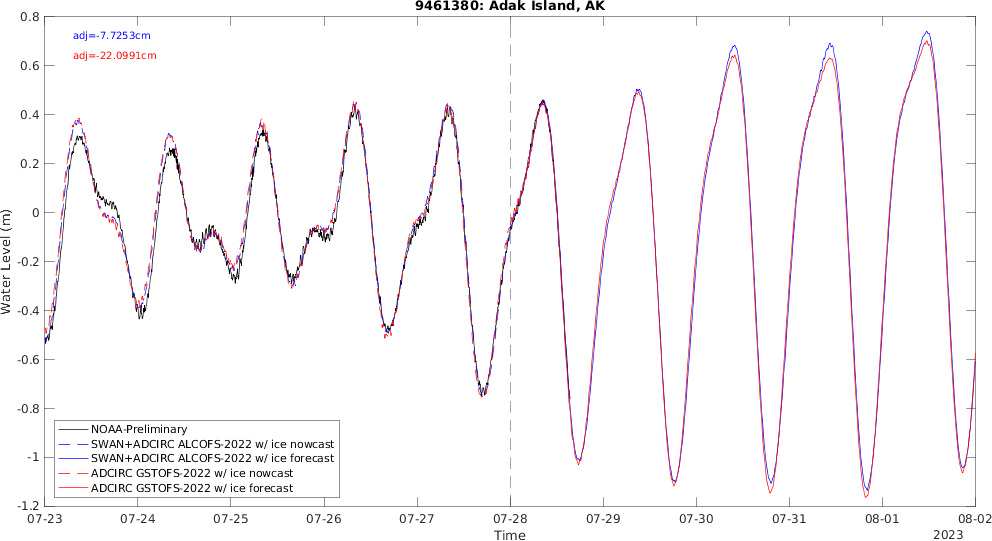 9461380: Adak Island, AK
adj=-7.7253cm
adj=-22.0991cm
Water Level (m)
0.8
0.6
0.4
0.2
0
-0.2
-0.4
-0.6
-0.8
-1
-1.2
NOAA-Preliminary
SWAN+ADCIRC ALCOFS-2022 w/ ice nowcast
SWAN+ADCIRC ALCOFS-2022 w/ ice forecast
ADCIRC GSTOFS-2022 w/ ice nowcast
ADCIRC GSTOFS-2022 w/ ice forecast
07-23 07-24 07-25 07-26 07-27 07-28 07-29 07-30 07-31 08-01 08-02
Time
2023